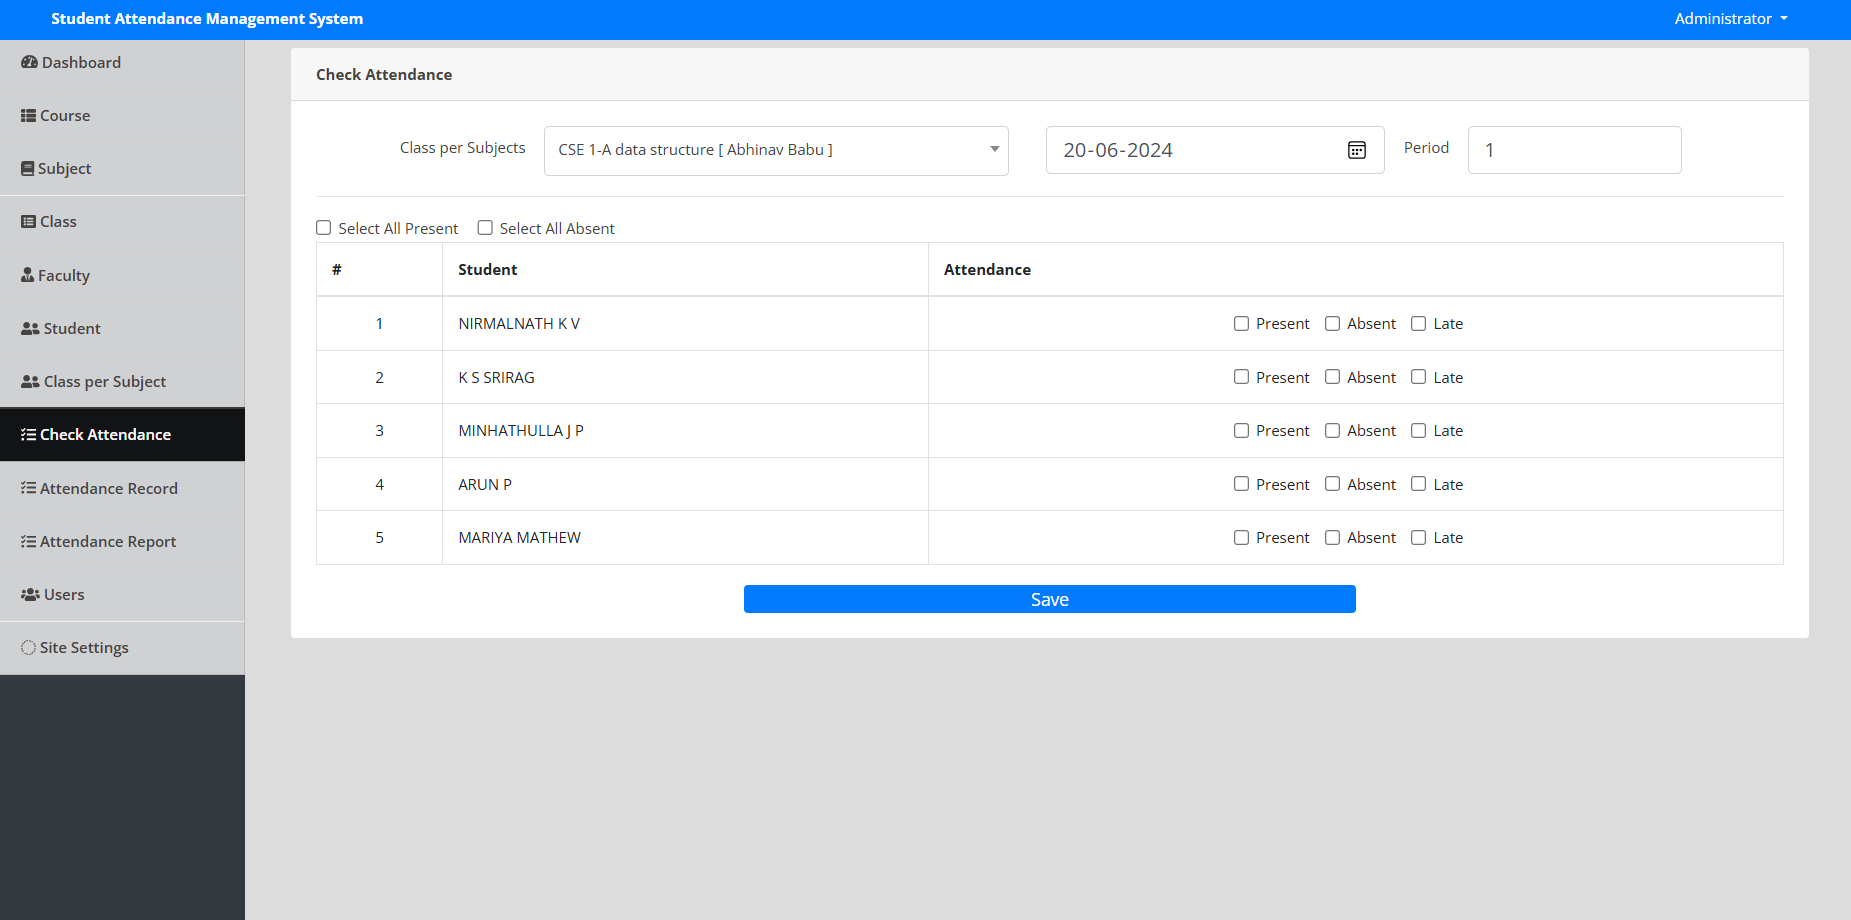 Student Attendance Management System
Administrator
Dashboard
Course
Subject
Class
Faculty
Student
Class per Subject
Check Attendance
Attendance Record
Attendance Report
Users
Site Settings
Check Attendance
Class per Subjects CSE 1-A data structure [ Abhinav Babu ] 20-06-2024 Period 1
Select All Present Select All Absent
# Student Attendance
1 NIRMALNATH K V Present Absent Late
2 K S SRIRAG Present Absent Late
3 MINHATHULLA J P Present Absent Late
4 ARUN P Present Absent Late
5 MARIYA MATHEW Present Absent Late
Save